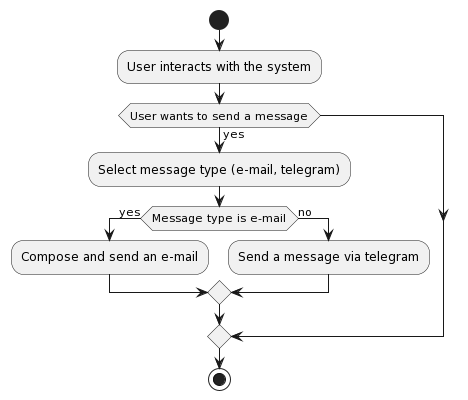 User interacts with the system
User wants to send a message
yes
Select message type (e-mail, telegram)
yes
Message type is e-mail
no
Compose and send an e-mail
Send a message via telegram